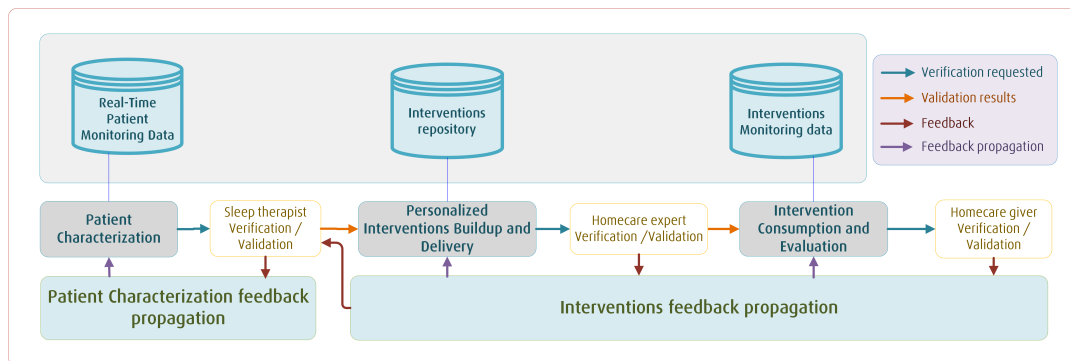 Real-Time
Patient
Monitoring Data
Interventions
repository
Interventions
Monitoring data
Verification requested
Validation results
Feedback
Feedback propagation
Patient
Characterization
Sleep therapist
Verification /
Validation
Personalized
Interventions Buildup and
Delivery
Homecare expert
Verification /Validation
Intervention
Consumption and
Evaluation
Homecare giver
Verification /
Validation
Patient Characterization feedback
propagation
Interventions feedback propagation